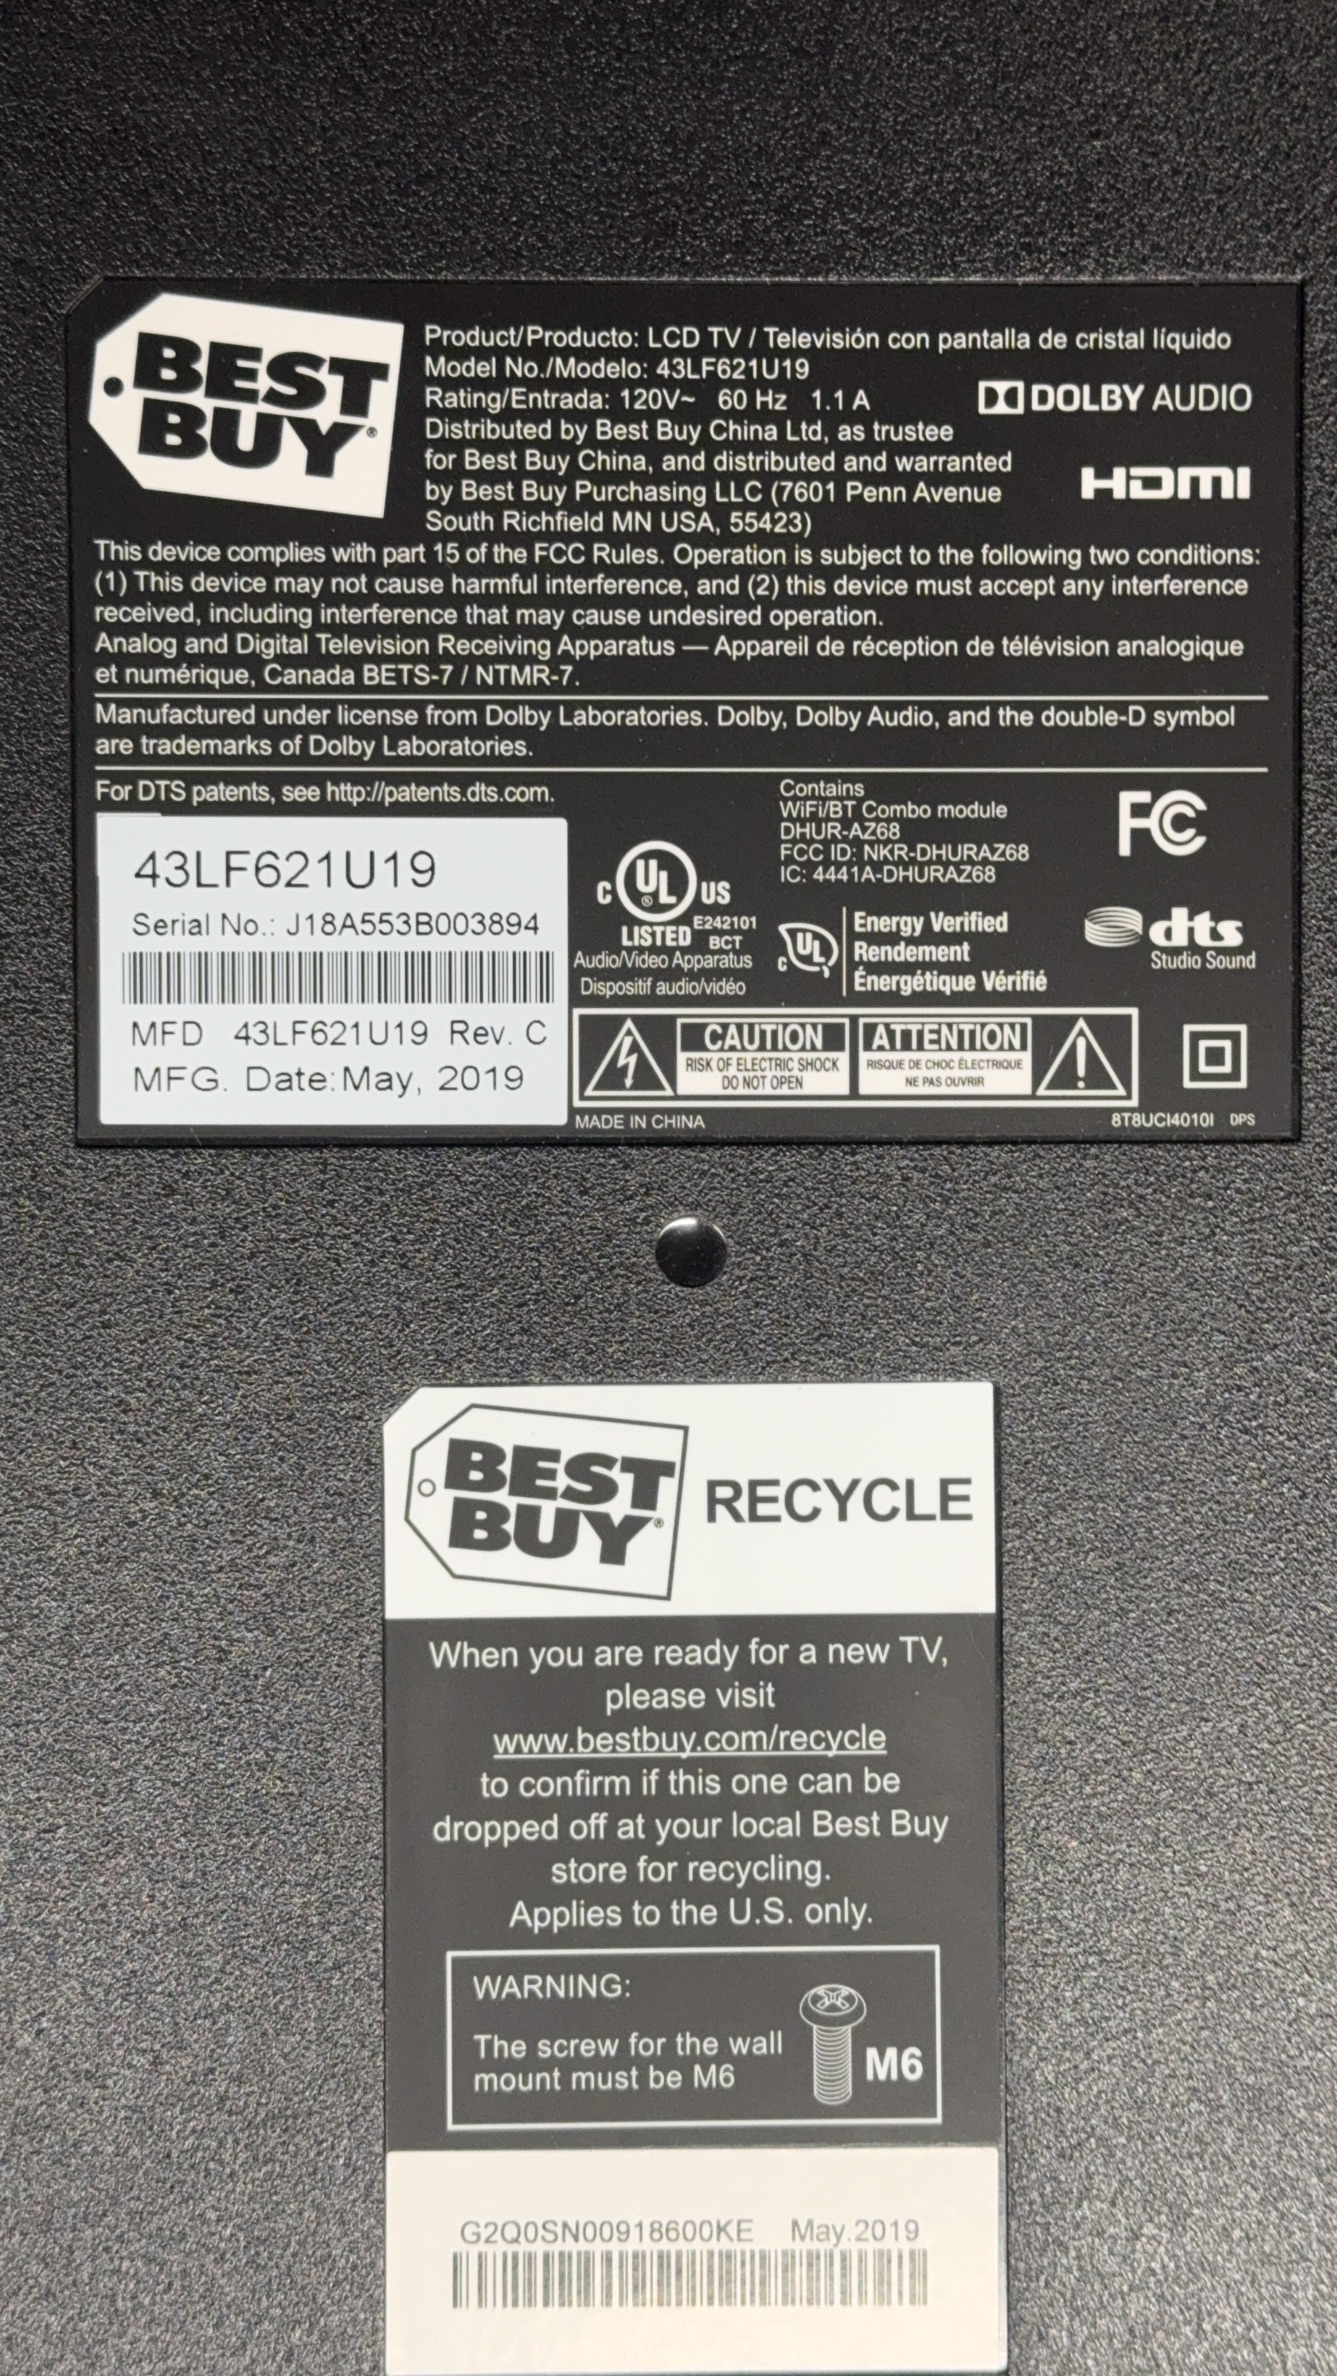 BEST
BUY®
Product/Producto: LCD TV / Televisión con pantalla de cristal líquido
Model No./Modelo: 43LF621U19
Rating/Entrada: 120V~ 60 Hz 1.1 A
DOLBY AUDIO
Distributed by Best Buy China Ltd, as trustee
for Best Buy China, and distributed and warranted
by Best Buy Purchasing LLC (7601 Penn Avenue
South Richfield MN USA, 55423)
HDMI
This device complies with part 15 of the FCC Rules. Operation is subject to the following two conditions:
(1) This device may not cause harmful interference, and (2) this device must accept any interference
received, including interference that may cause undesired operation.
Analog and Digital Television Receiving Apparatus — Appareil de réception de télévision analogique
et numérique, Canada BETS-7 / NTMR-7.
Manufactured under license from Dolby Laboratories. Dolby, Dolby Audio, and the double-D symbol
are trademarks of Dolby Laboratories.
For DTS patents, see http://patents.dts.com.
43LF621U19
Serial No.: J18A553B003894
MFD 43LF621U19 Rev. C
MFG. Date: May, 2019
C UL® US
LISTED E242101
BCT
Audio/Video Apparatus
Dispositif audio/vidéo
Contains
WiFi/BT Combo module
DHUR-AZ68
FCC ID: NKR-DHURAZ68
IC: 4441A-DHURAZ68
FC
C UL
Energy Verified
Rendement
Énergétique Vérifié
dts
Studio Sound
CAUTION
RISK OF ELECTRIC SHOCK
DO NOT OPEN
ATTENTION
RISQUE DE CHOC ÉLECTRIQUE
NE PAS OUVRIR
MADE IN CHINA
8T8UCI4010I DPS
BEST
BUY®
RECYCLE
When you are ready for a new TV,
please visit
www.bestbuy.com/recycle
to confirm if this one can be
dropped off at your local Best Buy
store for recycling.
Applies to the U.S. only.
WARNING:
The screw for the wall
mount must be M6
M6
G2Q0SN00918600KE May.2019